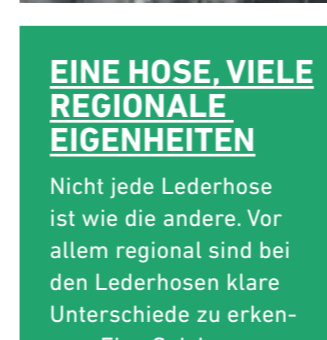 EINE HOSE, VIELE
REGIONALE
EIGENHEITEN
Nicht jede Lederhose
ist wie die andere. Vor
allem regional sind bei
den Lederhosen klare
Unterschiede zu erken-